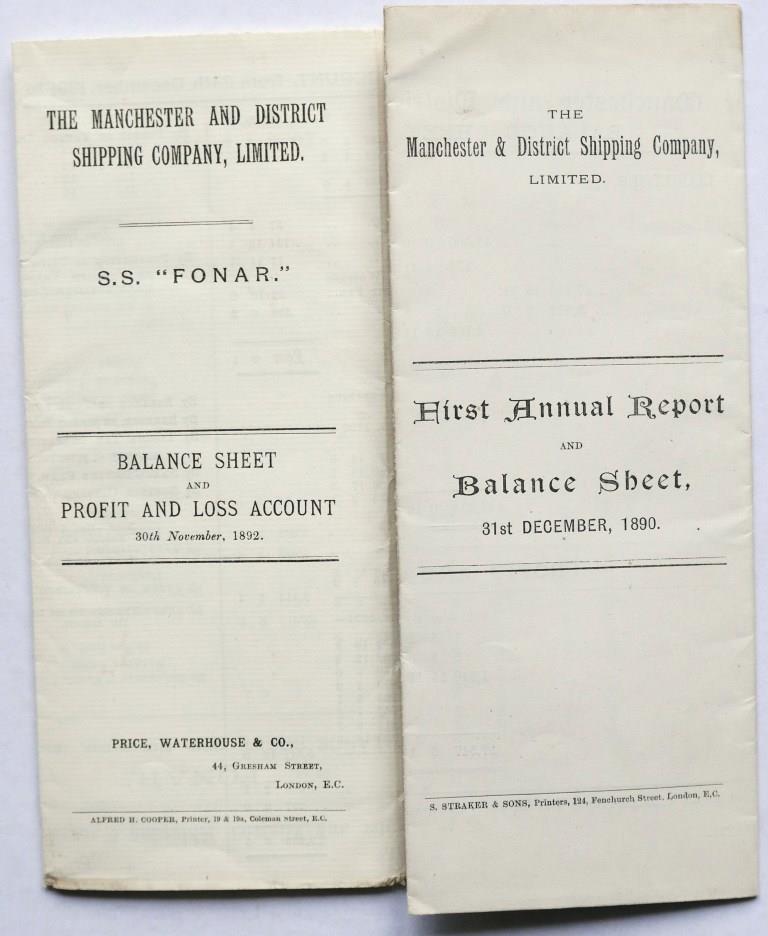 THE MANCHESTER AND DISTRICT
SHIPPING COMPANY, LIMITED.
S.S. "FONAR."
BALANCE SHEET
AND
PROFIT AND LOSS ACCOUNT
30th November, 1892.
PRICE, WATERHOUSE & CO.,
44, GRESHAM STREET,
LONDON, E.C.
ALFRED H. COOPER, Printer, 19 & 19a, Coleman Street, E.C.
THE
Manchester & District Shipping Company,
LIMITED.
First Annual Report
AND
Balance Sheet,
31st DECEMBER, 1890.
S. STRAKER & SONS, Printers, 124, Fenchurch Street, London, E.C.